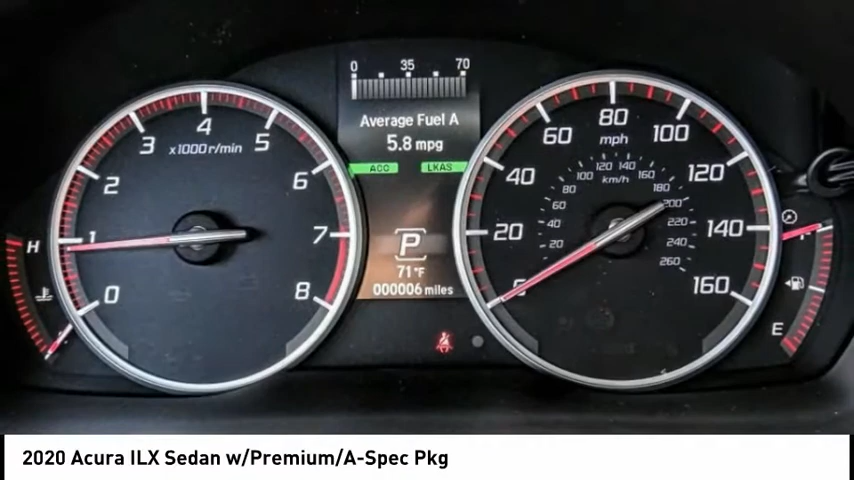 0 35 70
Average Fuel A
5.8 mpg
ACC LKAS
P
71°F
000006 miles
0 1 2 3 4 5 6 7 8
x1000r/min
H
0 20 40 60 80 100 120 140 160
mph
20 40 60 80 100 120 140 160 180 200 220 240 260
km/h
E
2020 Acura ILX Sedan w/Premium/A-Spec Pkg